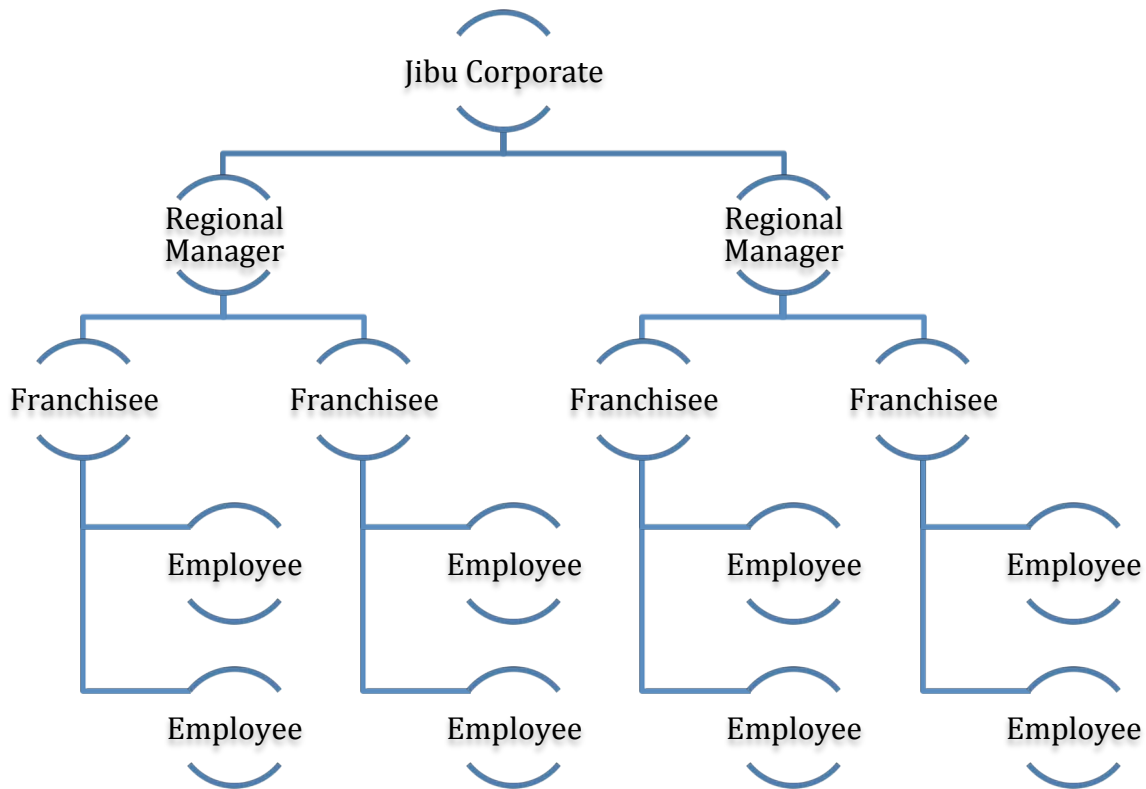 Jibu Corporate
Regional
Manager
Regional
Manager
Franchisee
Franchisee
Franchisee
Franchisee
Employee
Employee
Employee
Employee
Employee
Employee
Employee
Employee